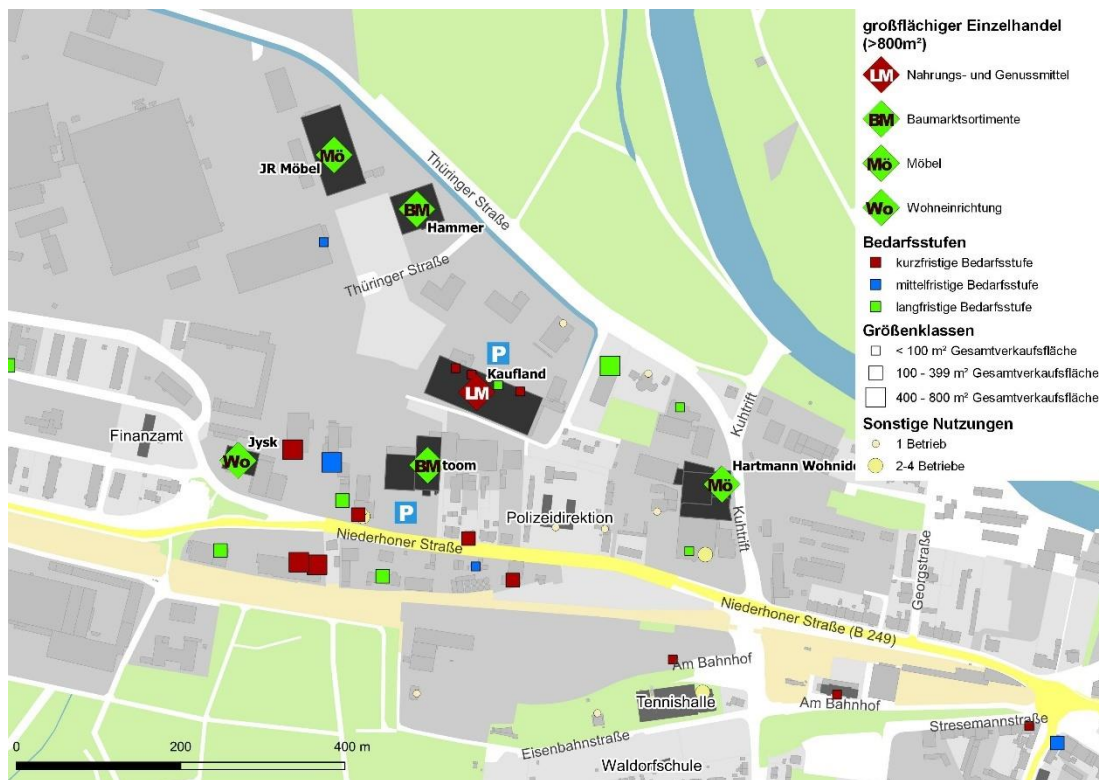 großflächiger Einzelhandel
(>800m²)
LM Nahrungs- und Genussmittel
BM Baumarktsortimente
Mö Möbel
Wo Wohneinrichtung
Bedarfsstufen
kurzfristige Bedarfsstufe
mittelfristige Bedarfsstufe
langfristige Bedarfsstufe
Größenklassen
< 100 m² Gesamtverkaufsfläche
100 - 399 m² Gesamtverkaufsfläche
400 - 800 m² Gesamtverkaufsfläche
Sonstige Nutzungen
1 Betrieb
2-4 Betriebe
Mö
JR Möbel
Thüringer Straße
BM
Hammer
Thüringer Straße
P
Kaufland
LM
Kuhtrift
Finanzamt
Jysk
Wo
BM
toom
Hartmann Wohnide
Mö
P
Polizeidirektion
Kuhtrift
Niederhoner Straße
Georgstraße
Niederhoner Straße (B 249)
Am Bahnhof
Tennishalle
Am Bahnhof
Stresemannstraße
Eisenbahnstraße
Waldorfschule
0 200 400 m